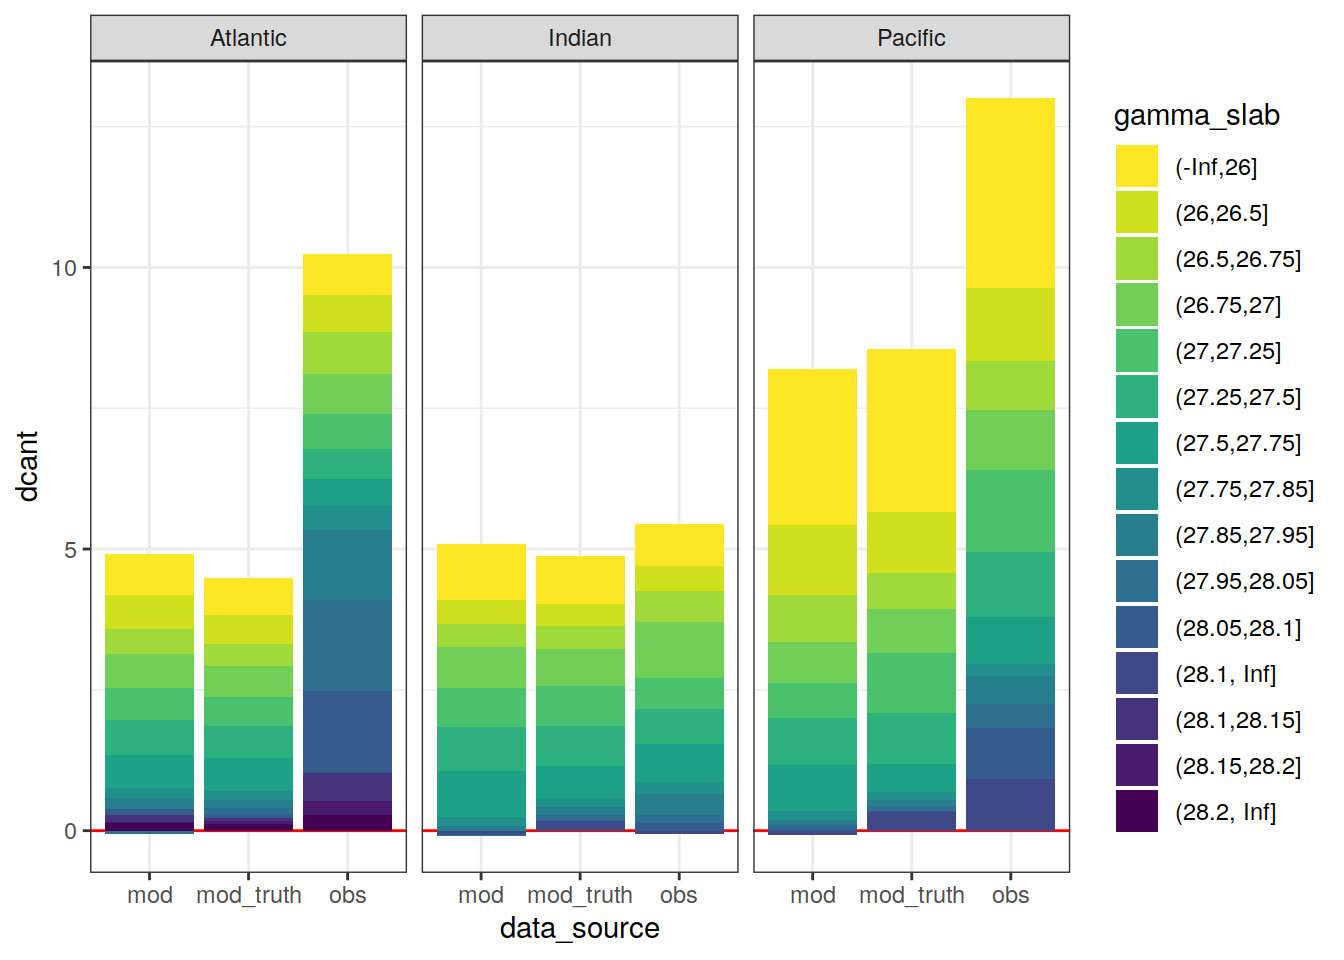 Atlantic
Indian
Pacific
dcant
10
5
0
mod mod_truth obs
mod mod_truth obs
mod mod_truth obs
data_source
gamma_slab
(-Inf,26]
(26,26.5]
(26.5,26.75]
(26.75,27]
(27,27.25]
(27.25,27.5]
(27.5,27.75]
(27.75,27.85]
(27.85,27.95]
(27.95,28.05]
(28.05,28.1]
(28.1, Inf]
(28.1,28.15]
(28.15,28.2]
(28.2, Inf]